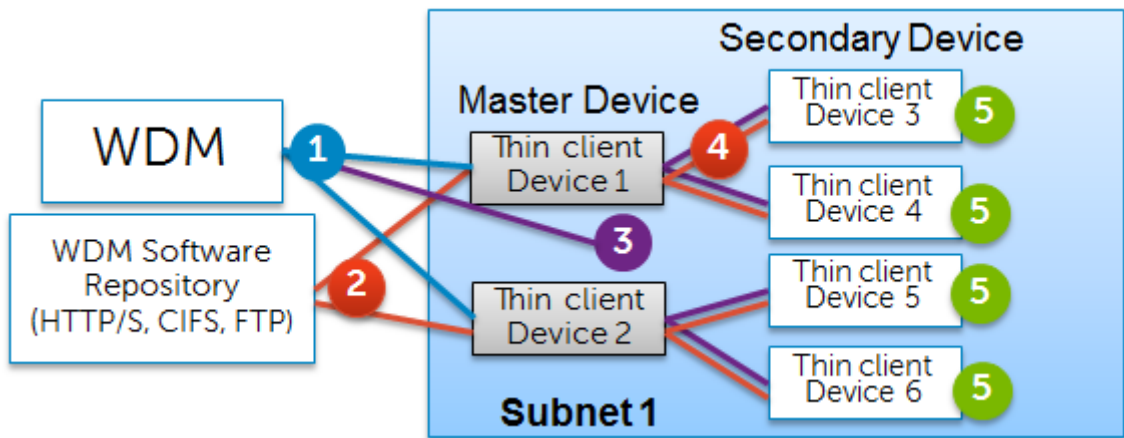 Secondary Device
Master Device
WDM
1
Thin client
Device 1
4
Thin client
Device 3
5
Thin client
Device 4
5
WDM Software
Repository
(HTTP/S, CIFS, FTP)
2
3
Thin client
Device 2
Thin client
Device 5
5
Thin client
Device 6
5
Subnet 1